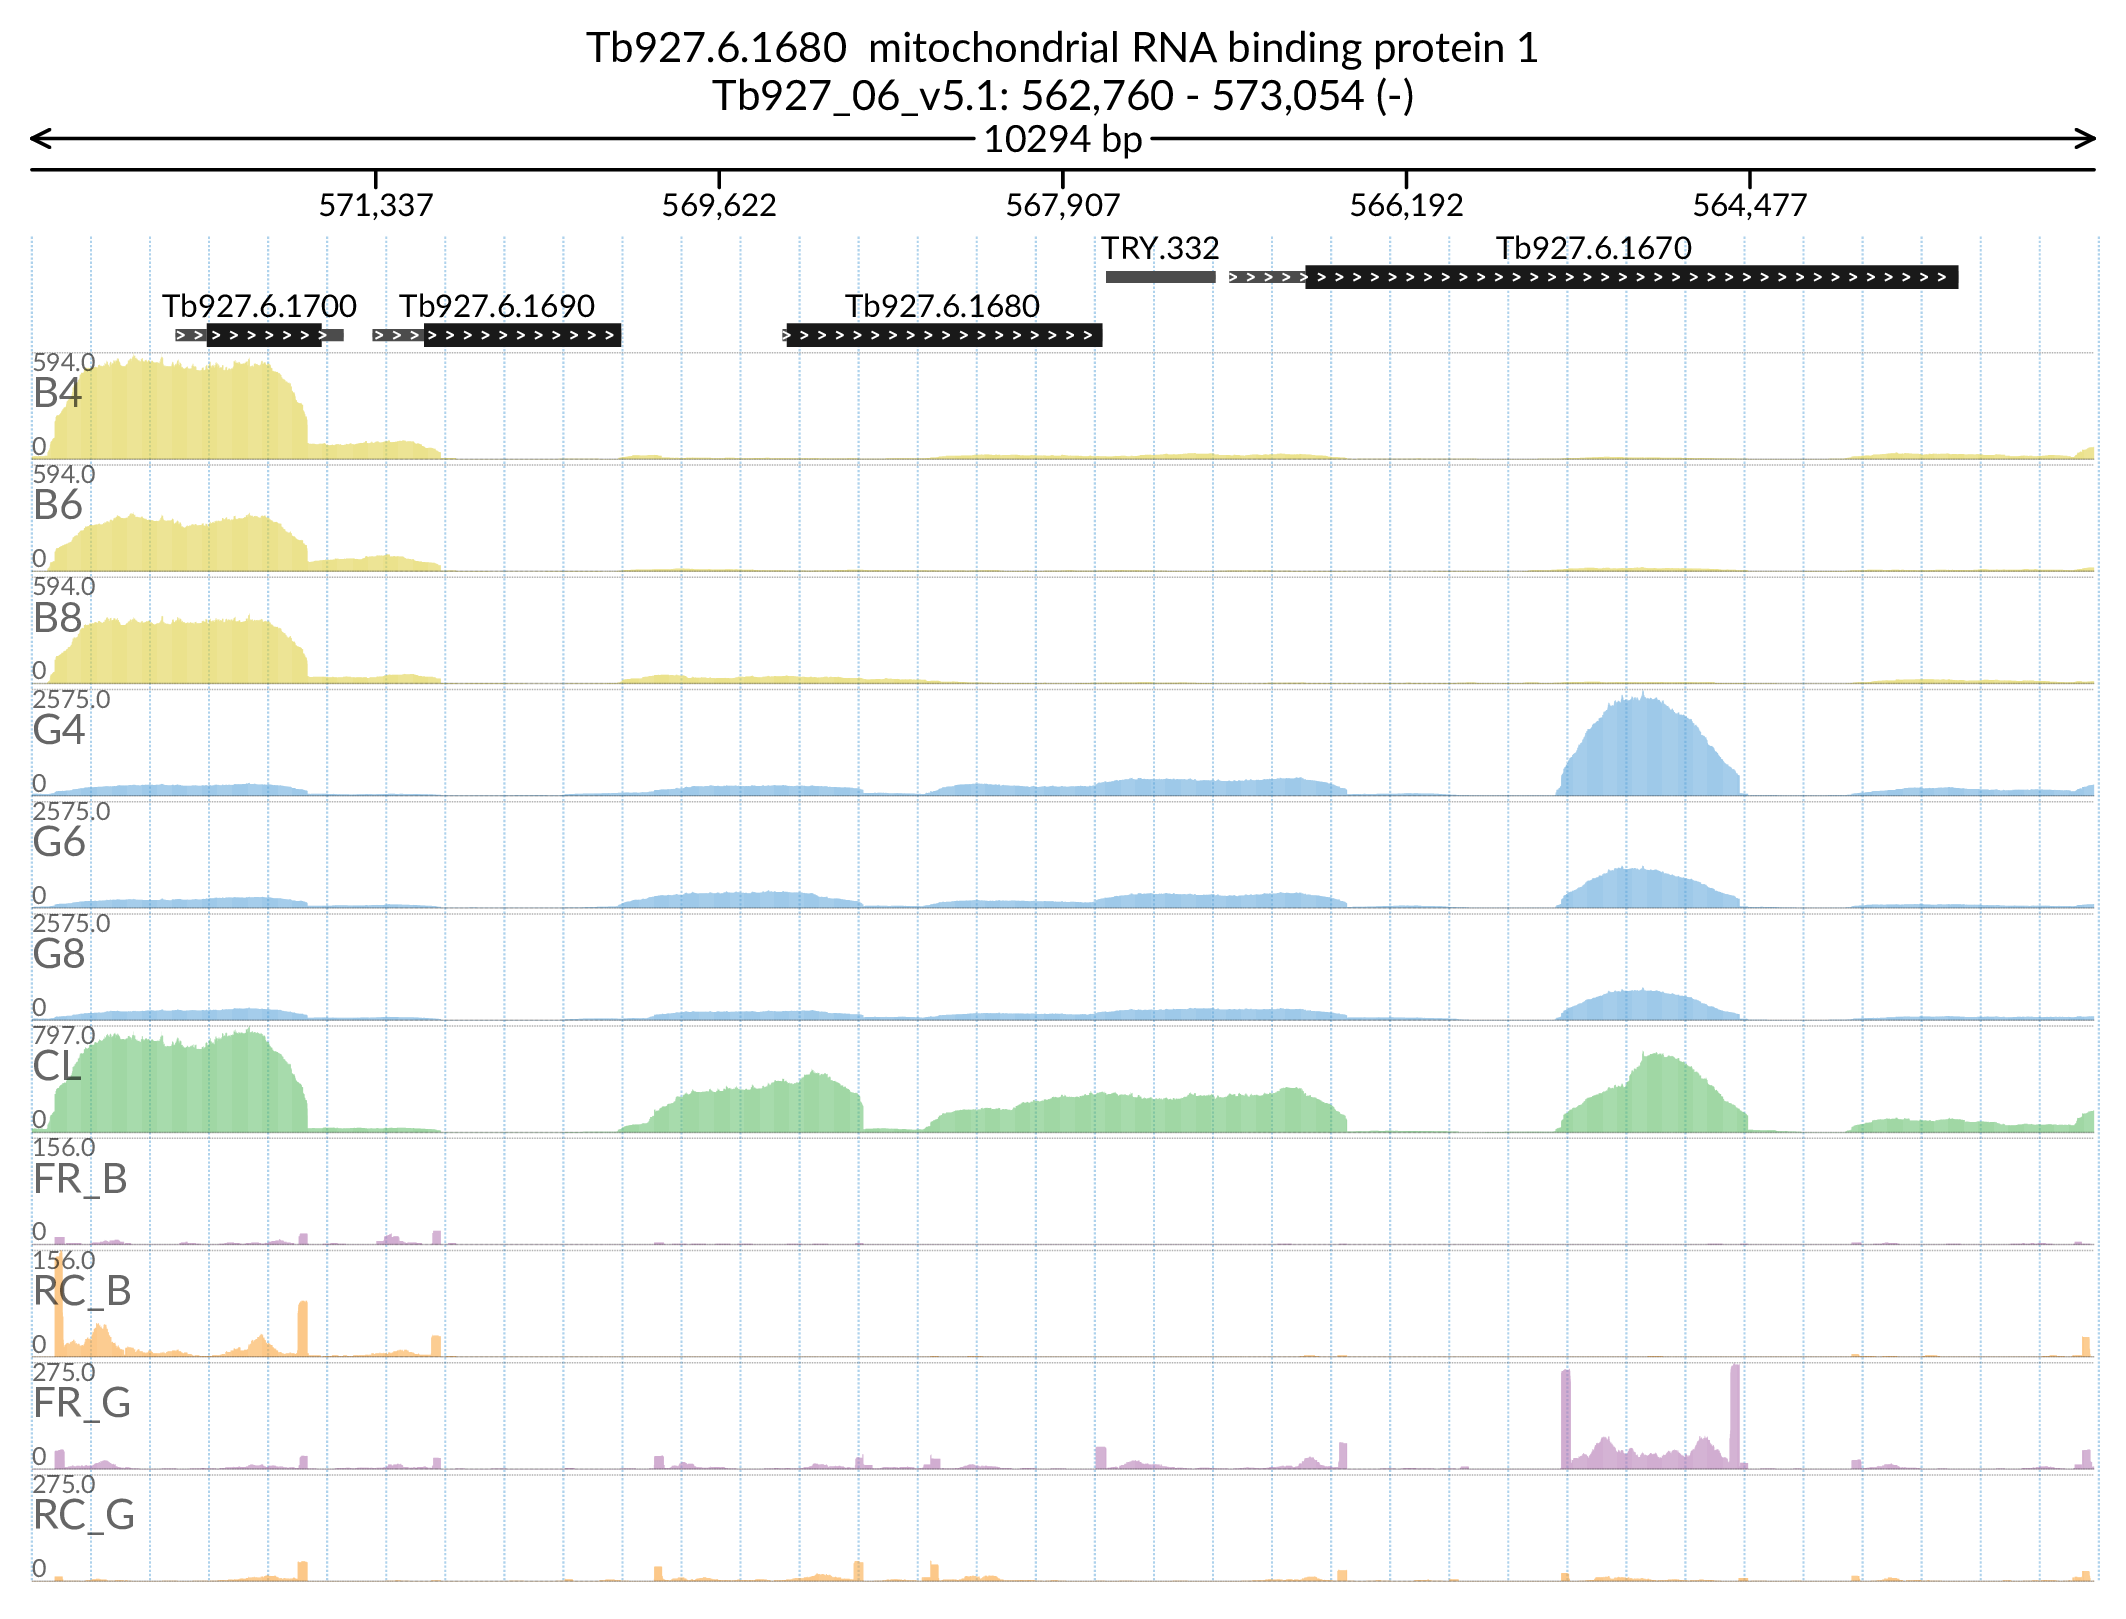 Tb927.6.1680  mitochondrial RNA binding protein 1
Tb927_06_v5.1: 562,760 - 573,054 (-)
10294 bp
571,337 569,622 567,907 566,192 564,477
TRY.332 Tb927.6.1670
Tb927.6.1700 Tb927.6.1690 Tb927.6.1680
594.0
B4
0
594.0
B6
0
594.0
B8
0
2575.0
G4
0
2575.0
G6
0
2575.0
G8
0
797.0
CL
0
156.0
FR_B
0
156.0
RC_B
0
275.0
FR_G
0
275.0
RC_G
0